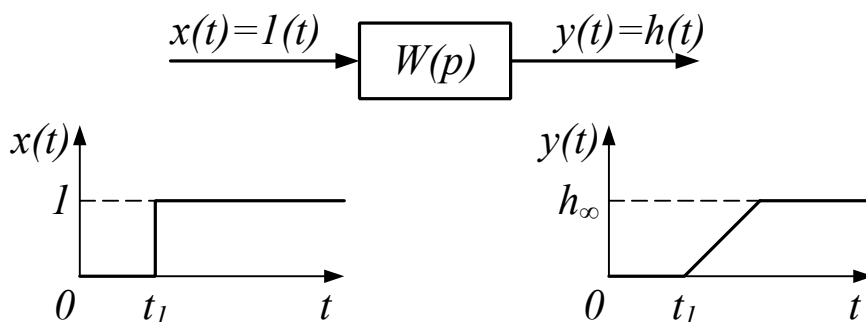 x(t)=1(t) y(t)=h(t)
W(p)
x(t) y(t)
1 h∞
0 t1 t 0 t1 t